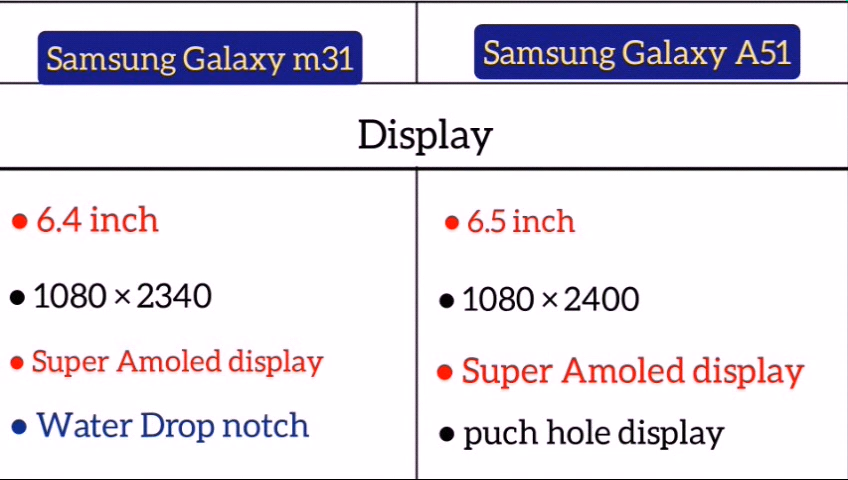 Samsung Galaxy m31
Samsung Galaxy A51
Display
● 6.4 inch
● 1080 × 2340
● Super Amoled display
● Water Drop notch
● 6.5 inch
● 1080 × 2400
● Super Amoled display
● puch hole display